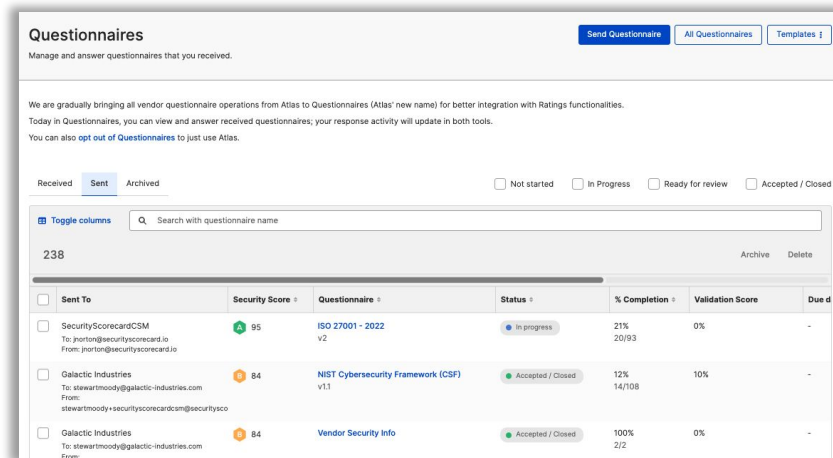 Questionnaires
Send Questionnaire
All Questionnaires
Templates
Manage and answer questionnaires that you received.
We are gradually bringing all vendor questionnaire operations from Atlas to Questionnaires (Atlas' new name) for better integration with Ratings functionalities.
Today in Questionnaires, you can view and answer received questionnaires; your response activity will update in both tools.
You can also opt out of Questionnaires to just use Atlas.
Received Sent Archived
Not started In Progress Ready for review Accepted / Closed
Toggle columns
Search with questionnaire name
238
Archive Delete
Sent To Security Score Questionnaire Status % Completion Validation Score Due d
SecurityScorecardCSM A 95 ISO 27001 - 2022 In progress 21% 0% -
To: jnorton@securityscorecard.io v2 20/93
From: jnorton@securityscorecard.io
Galactic Industries B 84 NIST Cybersecurity Framework (CSF) Accepted / Closed 12% 10% -
To: stewartmoody@galactic-industries.com v1.1 14/108
From:
stewartmoody+securityscorecardcsm@securitysco
Galactic Industries B 84 Vendor Security Info Accepted / Closed 100% 0% -
To: stewartmoody@galactic-industries.com 2/2
From: